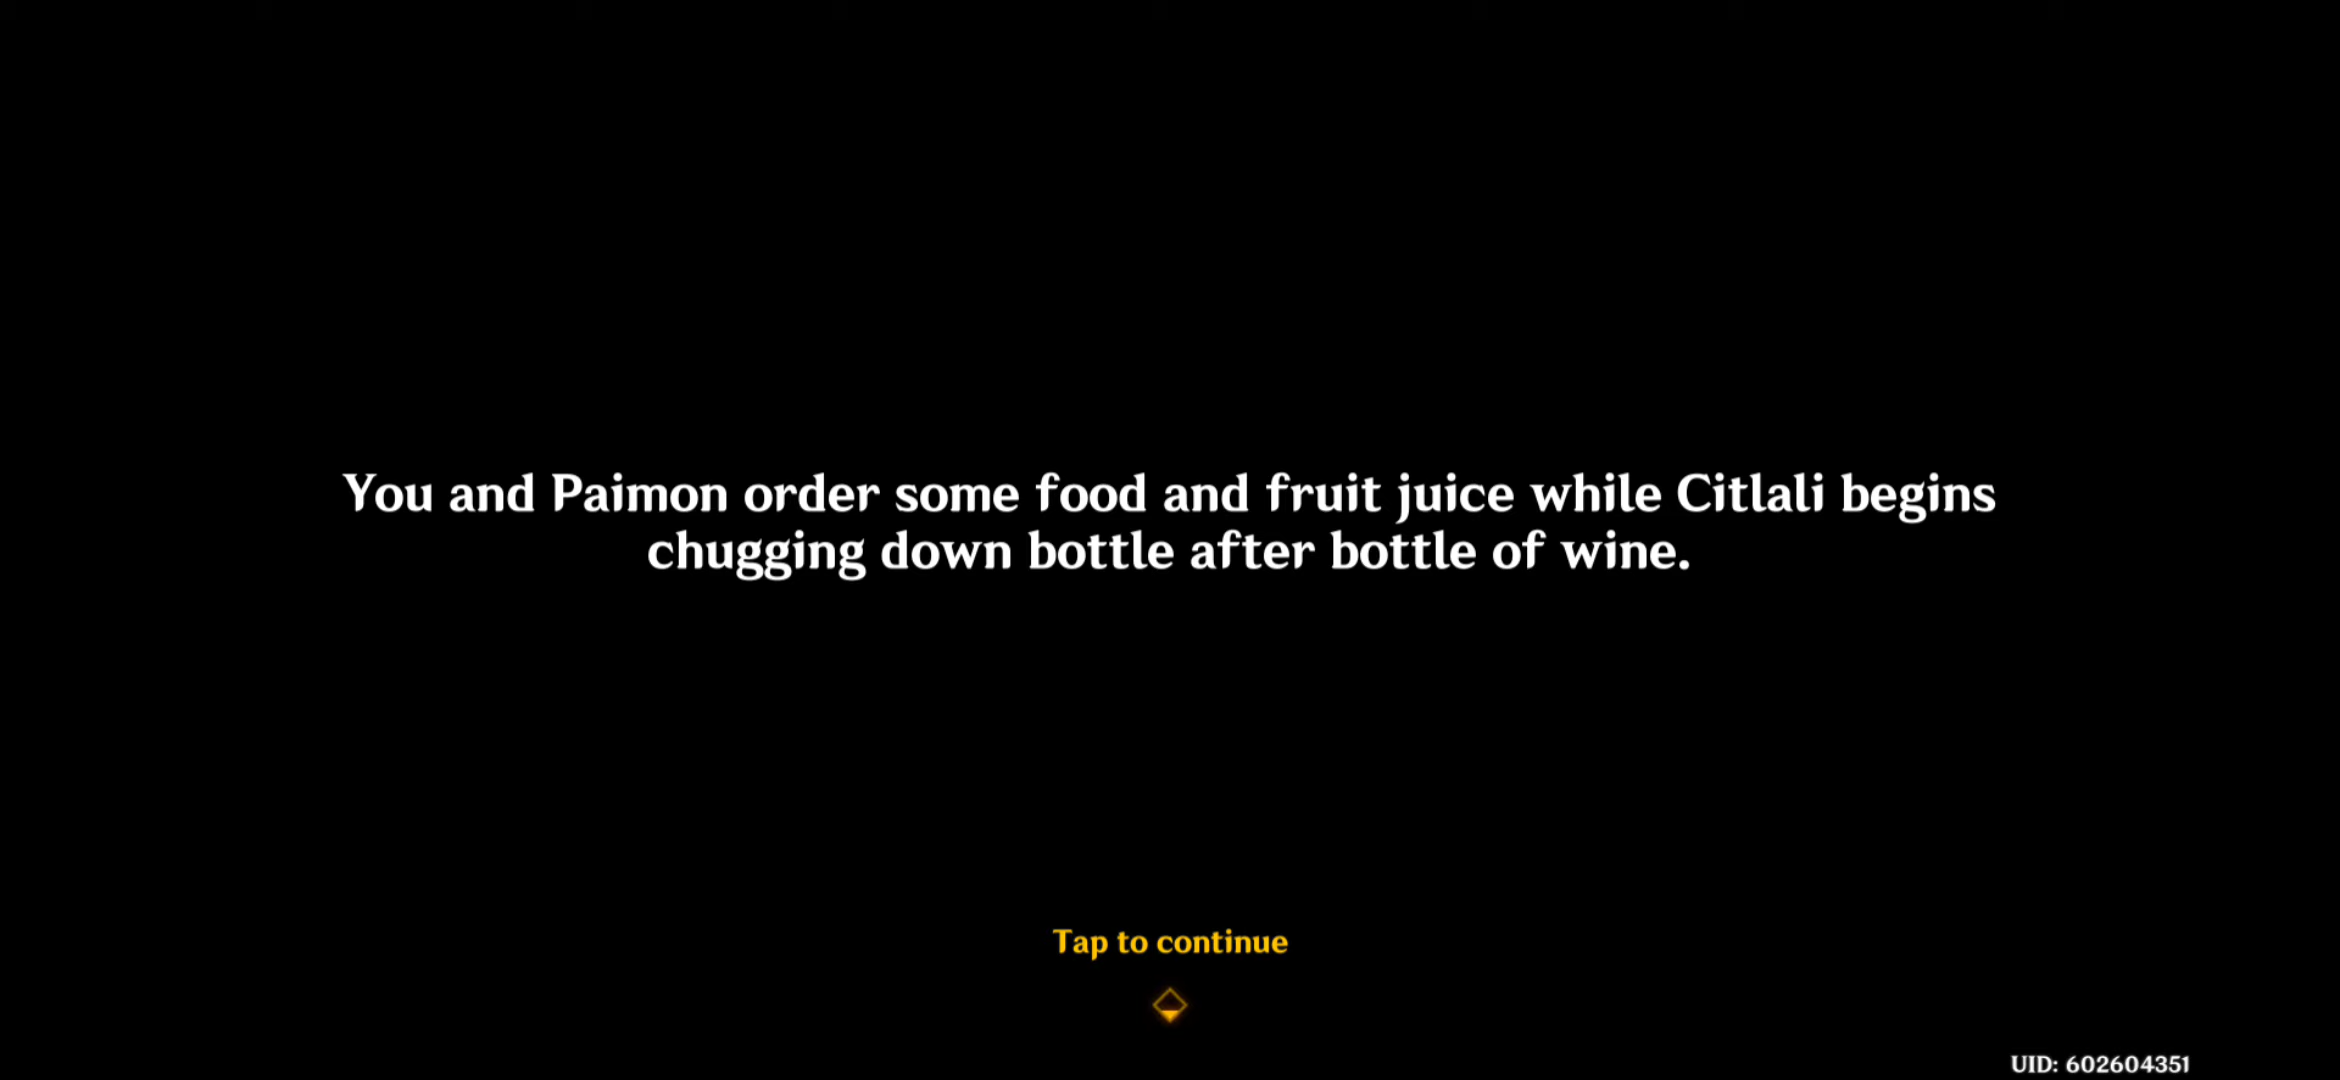 You and Paimon order some food and fruit juice while Citlali begins
chugging down bottle after bottle of wine.
Tap to continue
UID: 602604351